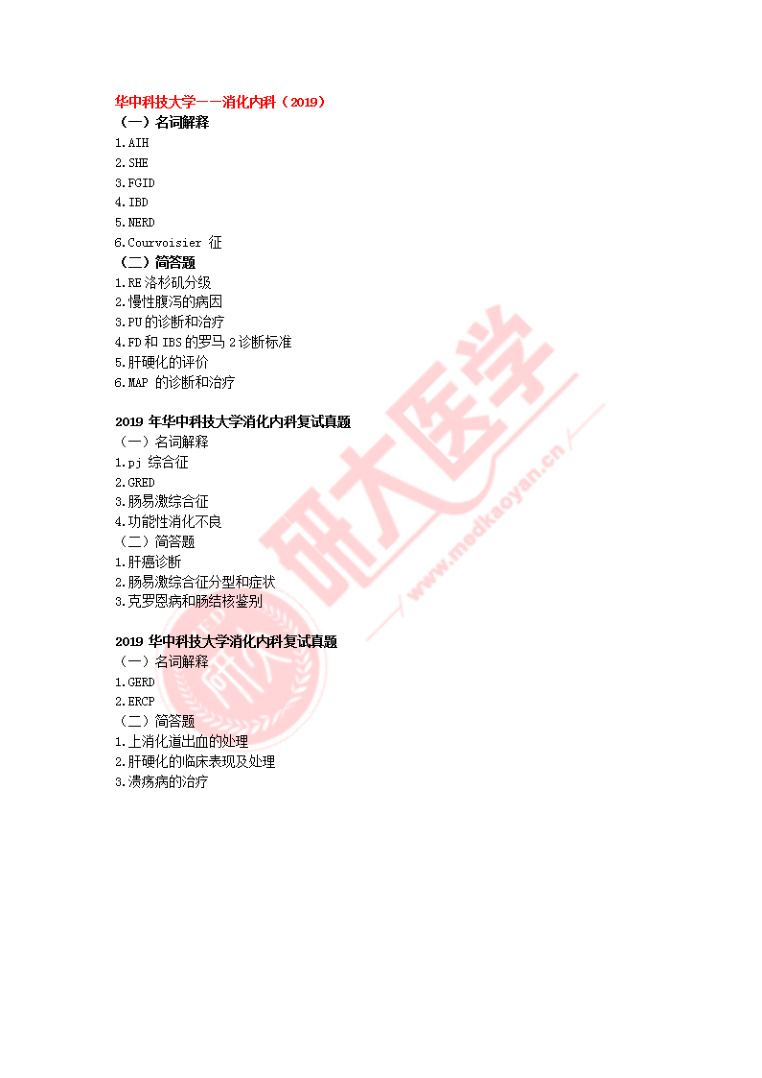 华中科技大学——消化内科（2019）
（一）名词解释
1.AIH
2.SHE
3.FGID
4.IBD
5.NERD
6.Courvoisier 征
（二）简答题
1.RE洛杉矶分级
2.慢性腹泻的病因
3.PU的诊断和治疗
4.FD和IBS的罗马2诊断标准
5.肝硬化的评价
6.MAP 的诊断和治疗
2019 年华中科技大学消化内科复试真题
（一）名词解释
1.pj 综合征
2.GRED
3.肠易激综合征
4.功能性消化不良
（二）简答题
1.肝癌诊断
2.肠易激综合征分型和症状
3.克罗恩病和肠结核鉴别
2019 华中科技大学消化内科复试真题
（一）名词解释
1.GERD
2.ERCP
（二）简答题
1.上消化道出血的处理
2.肝硬化的临床表现及处理
3.溃疡病的治疗
研大医学
www.medkaoyan.cn
研大